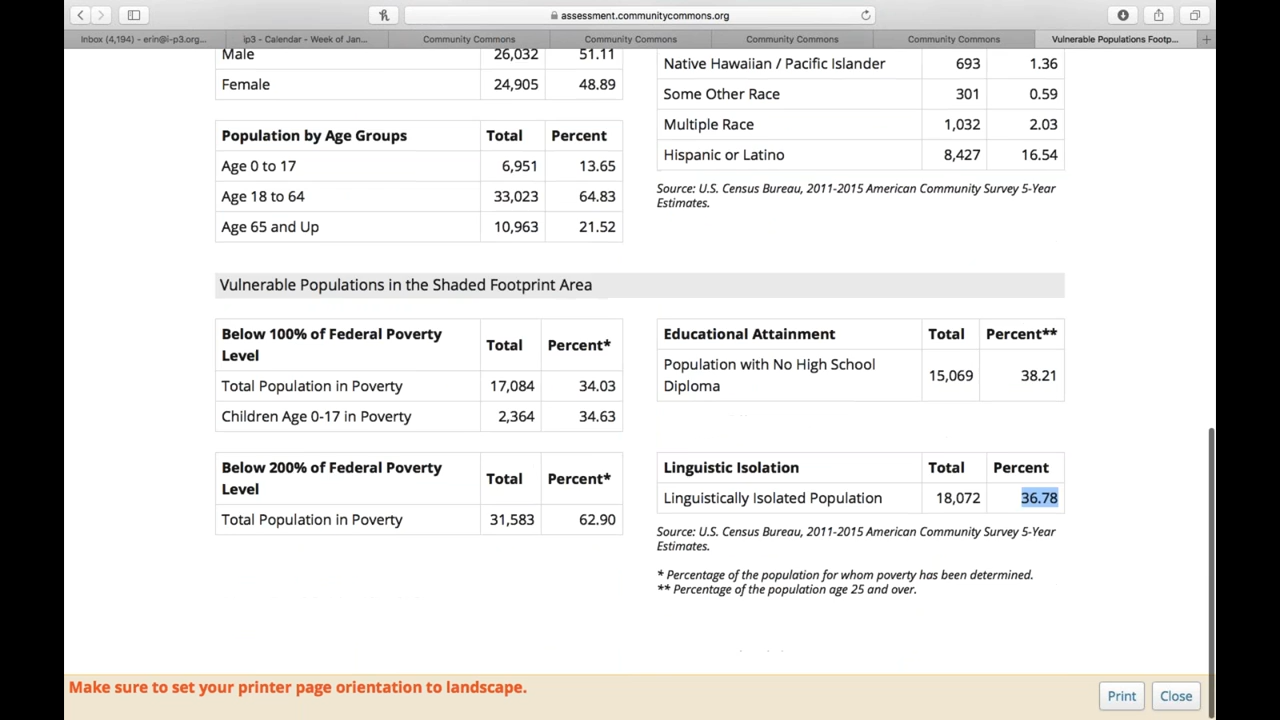 assessment.communitycommons.org
Inbox (4,194) – erin@i-p3.org...
ip3 - Calendar - Week of Jan...
Community Commons
Community Commons
Community Commons
Community Commons
Vulnerable Populations Footp...
Male 26,032 51.11
Female 24,905 48.89
Population by Age Groups Total Percent
Age 0 to 17 6,951 13.65
Age 18 to 64 33,023 64.83
Age 65 and Up 10,963 21.52
Native Hawaiian / Pacific Islander 693 1.36
Some Other Race 301 0.59
Multiple Race 1,032 2.03
Hispanic or Latino 8,427 16.54
Source: U.S. Census Bureau, 2011-2015 American Community Survey 5-Year
Estimates.
Vulnerable Populations in the Shaded Footprint Area
Below 100% of Federal Poverty
Level Total Percent*
Total Population in Poverty 17,084 34.03
Children Age 0-17 in Poverty 2,364 34.63
Below 200% of Federal Poverty
Level Total Percent*
Total Population in Poverty 31,583 62.90
Educational Attainment Total Percent**
Population with No High School
Diploma 15,069 38.21
Linguistic Isolation Total Percent
Linguistically Isolated Population 18,072 36.78
Source: U.S. Census Bureau, 2011-2015 American Community Survey 5-Year
Estimates.
* Percentage of the population for whom poverty has been determined.
** Percentage of the population age 25 and over.
Make sure to set your printer page orientation to landscape.
Print
Close